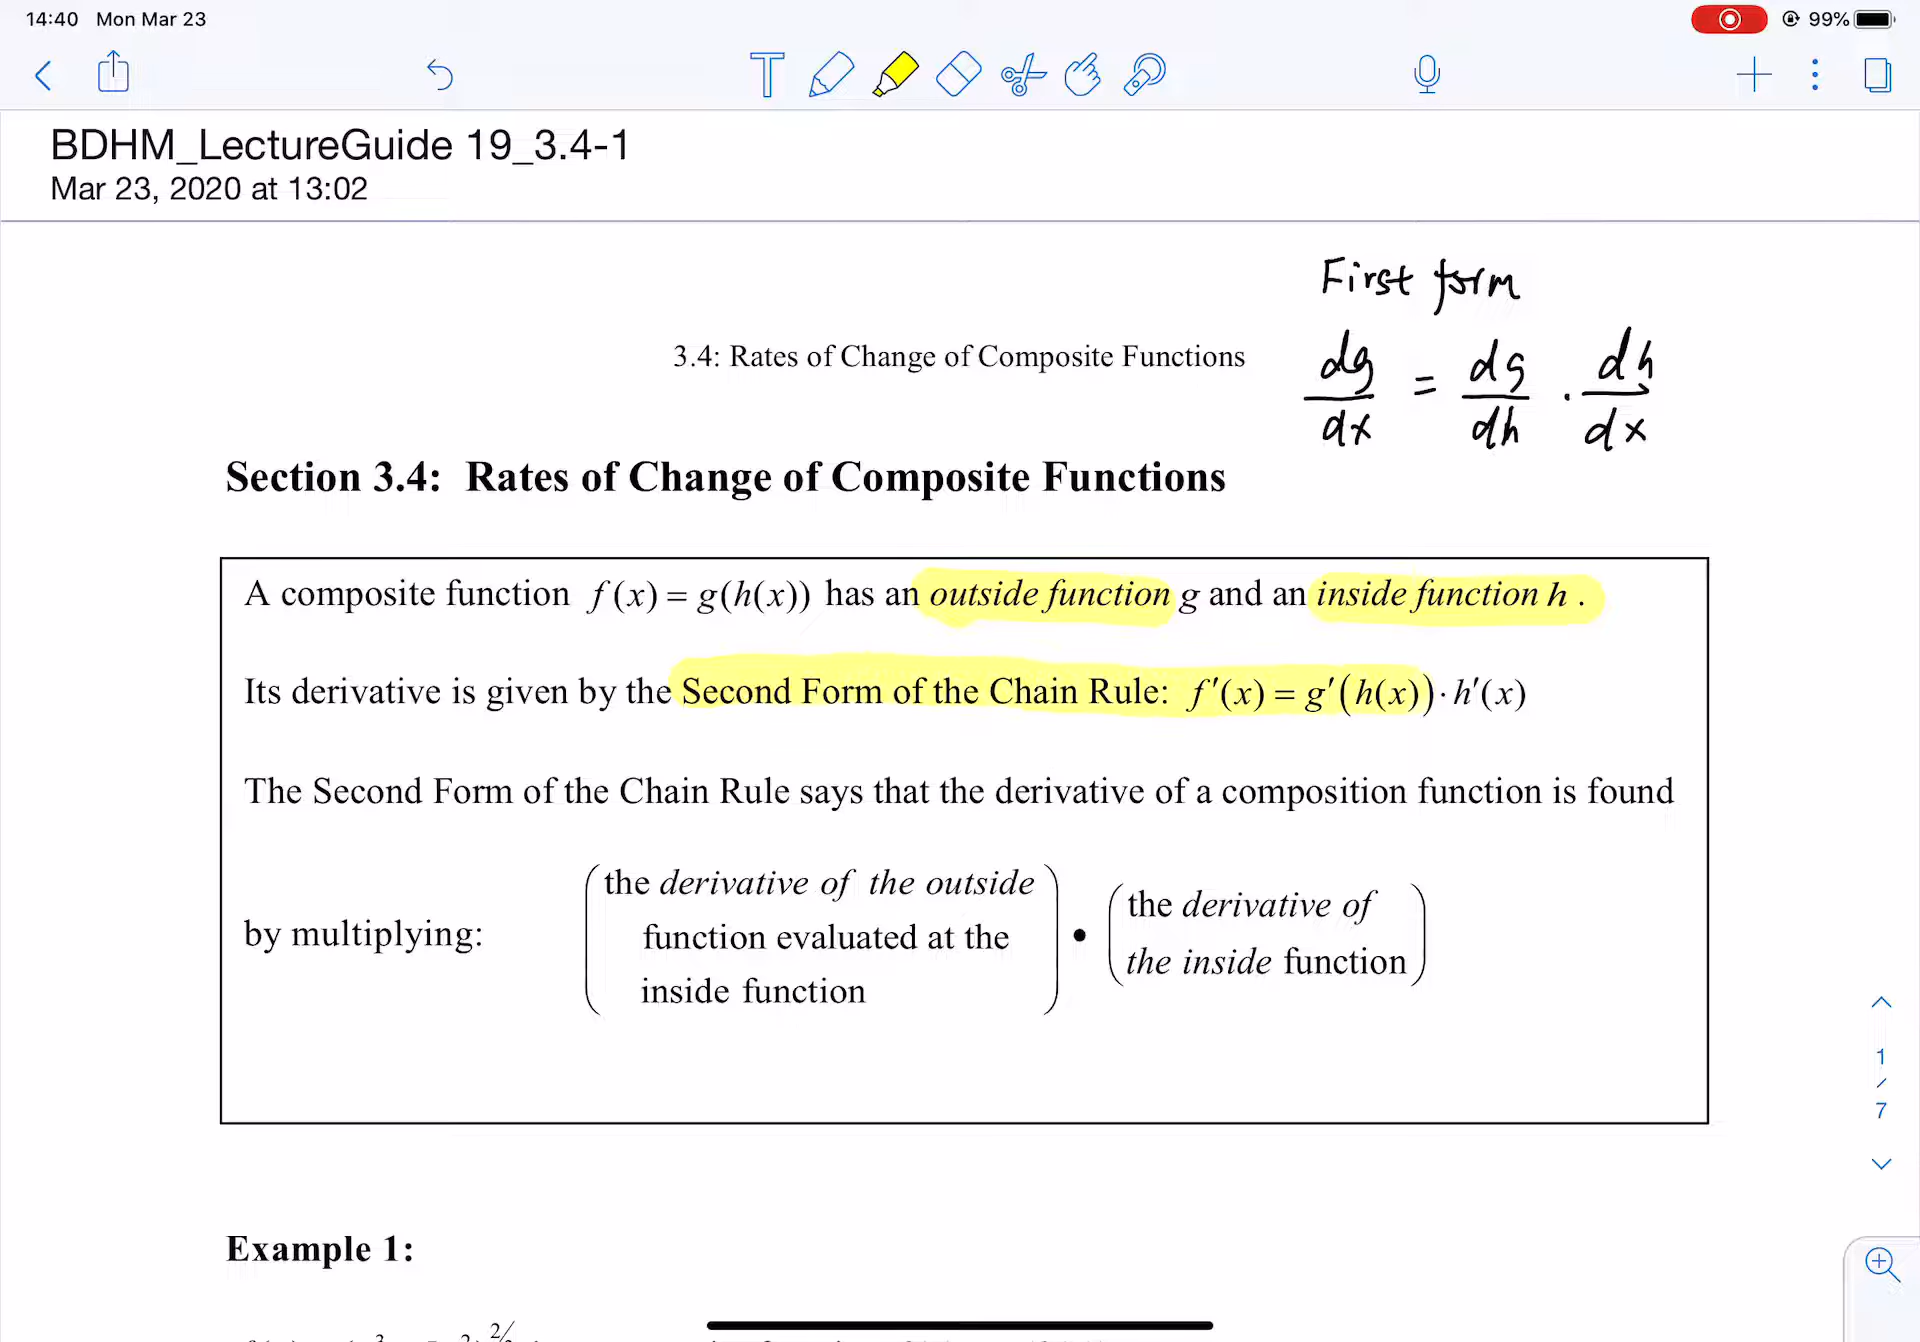 14:40 Mon Mar 23
99%
BDHM_LectureGuide 19_3.4-1
Mar 23, 2020 at 13:02
First form
3.4: Rates of Change of Composite Functions
dg/dx = dg/dh · dh/dx
Section 3.4: Rates of Change of Composite Functions
A composite function f(x) = g(h(x)) has an outside function g and an inside function h.
Its derivative is given by the Second Form of the Chain Rule: f′(x) = g′(h(x)) · h′(x)
The Second Form of the Chain Rule says that the derivative of a composition function is found
by multiplying: (the derivative of the outside function evaluated at the inside function) • (the derivative of the inside function)
1
/
7
Example 1: